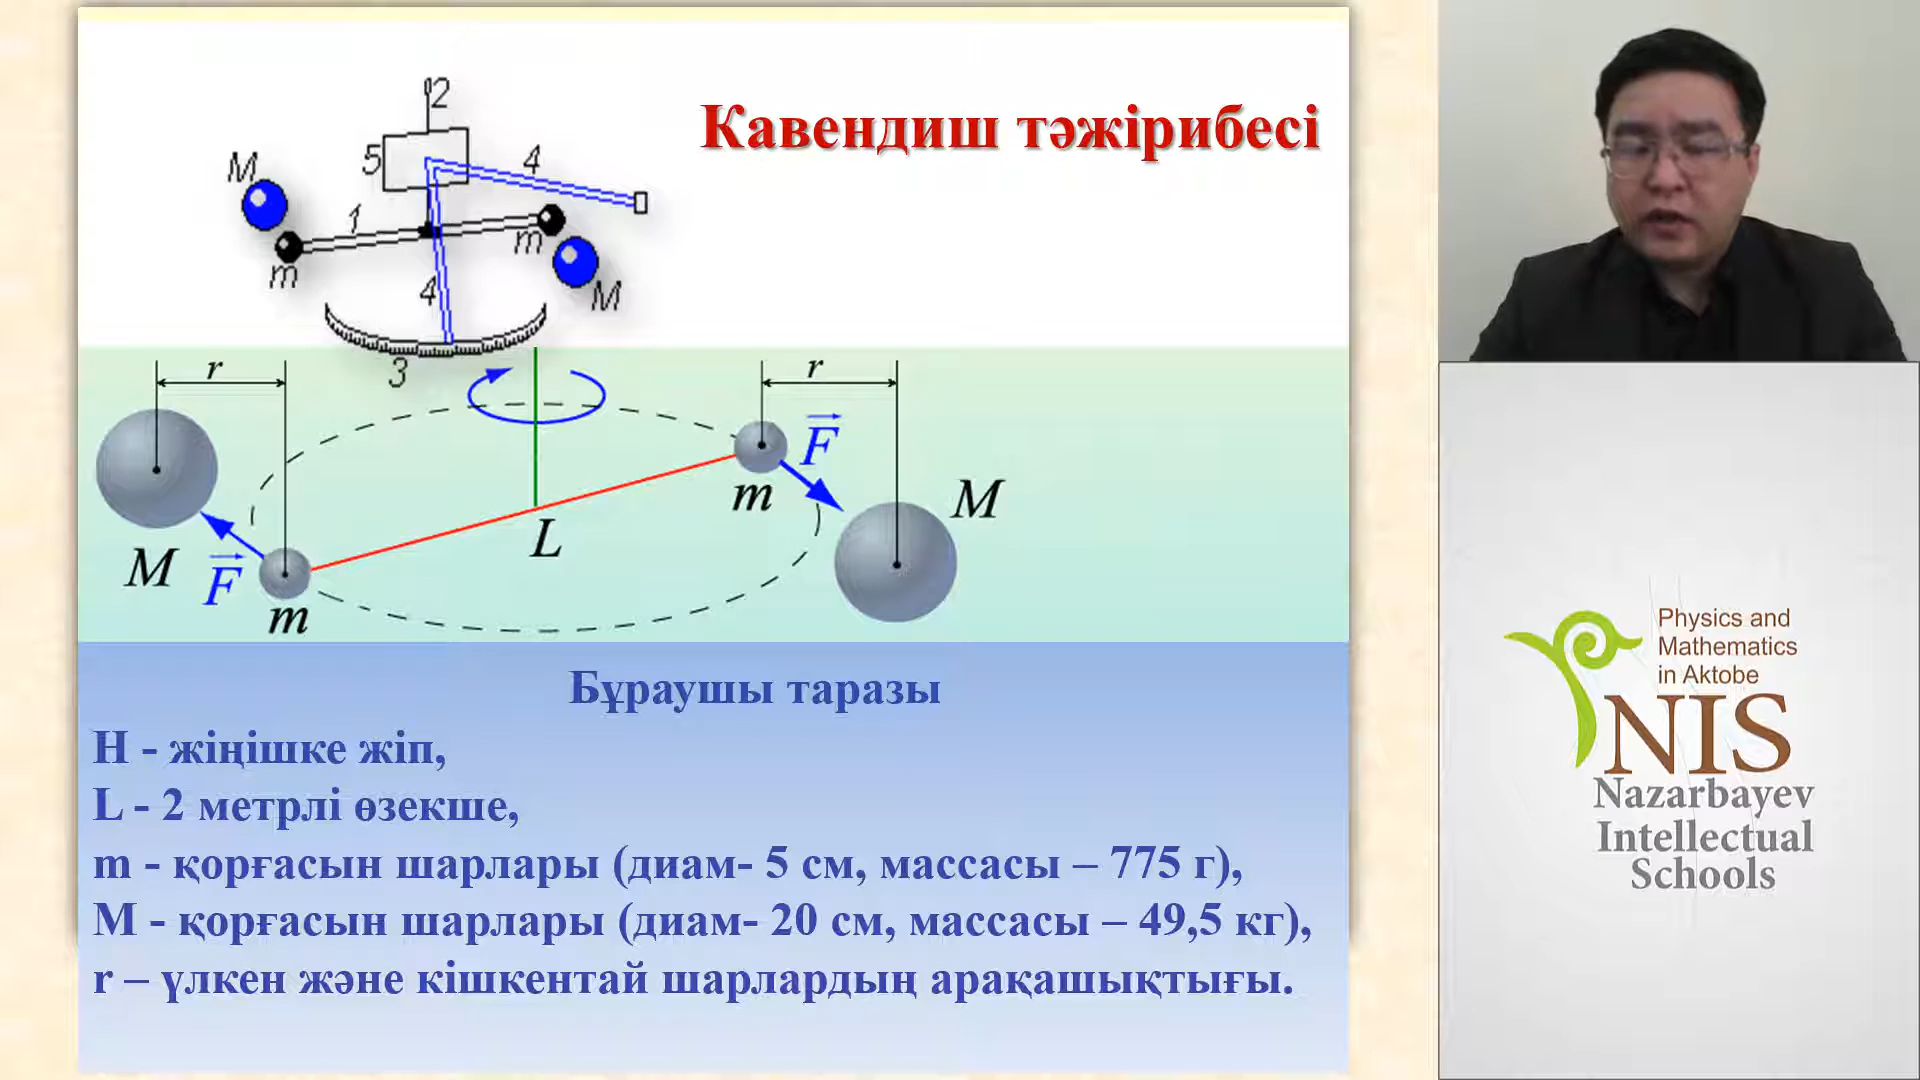 Кавендиш тәжірибесі
2
5
4
M
1
m
m
4
M
3
r
r
F
m
M
L
M
F
m
Бұраушы таразы
Н - жіңішке жіп,
L - 2 метрлі өзекше,
m - қорғасын шарлары (диам- 5 см, массасы – 775 г),
М - қорғасын шарлары (диам- 20 см, массасы – 49,5 кг),
r – үлкен және кішкентай шарлардың арақашықтығы.
Physics and
Mathematics
in Aktobe
NIS
Nazarbayev
Intellectual
Schools